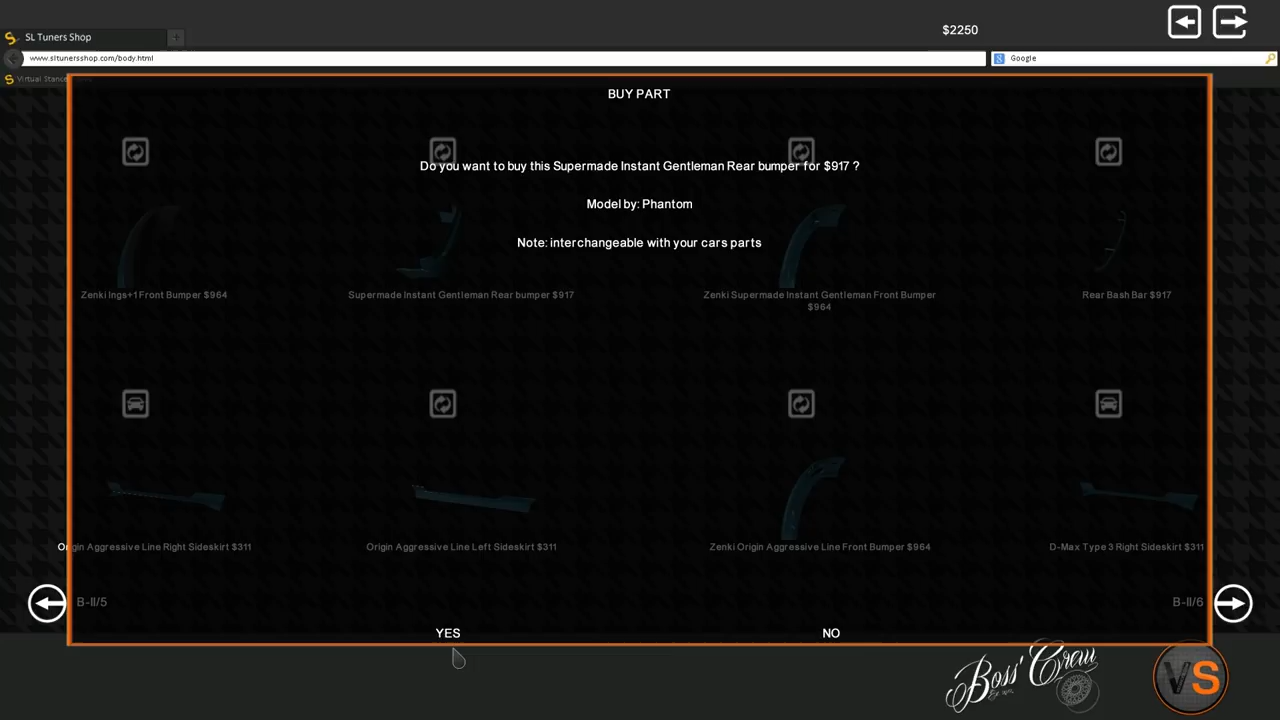 SL Tuners Shop
$2250
www.sltunersshop.com/body.html
Google
Virtual Stance
BUY PART
Do you want to buy this Supermade Instant Gentleman Rear bumper for $917 ?
Model by: Phantom
Note: interchangeable with your cars parts
Zenki Ings+1 Front Bumper $964
Supermade Instant Gentleman Rear bumper $917
Zenki Supermade Instant Gentleman Front Bumper
$964
Rear Bash Bar $917
Origin Aggressive Line Right Sideskirt $311
Origin Aggressive Line Left Sideskirt $311
Zenki Origin Aggressive Line Front Bumper $964
D-Max Type 3 Right Sideskirt $311
B-II/5
B-II/6
YES
NO
Boss' Crew
VS